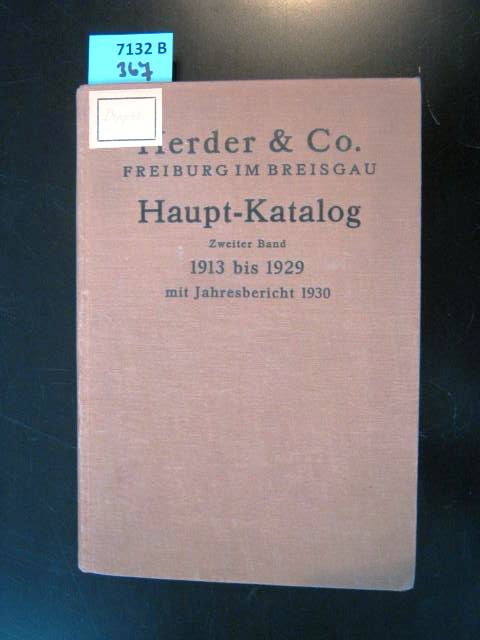 7132 B
367
Herder & Co.
FREIBURG IM BREISGAU
Haupt-Katalog
Zweiter Band
1913 bis 1929
mit Jahresbericht 1930